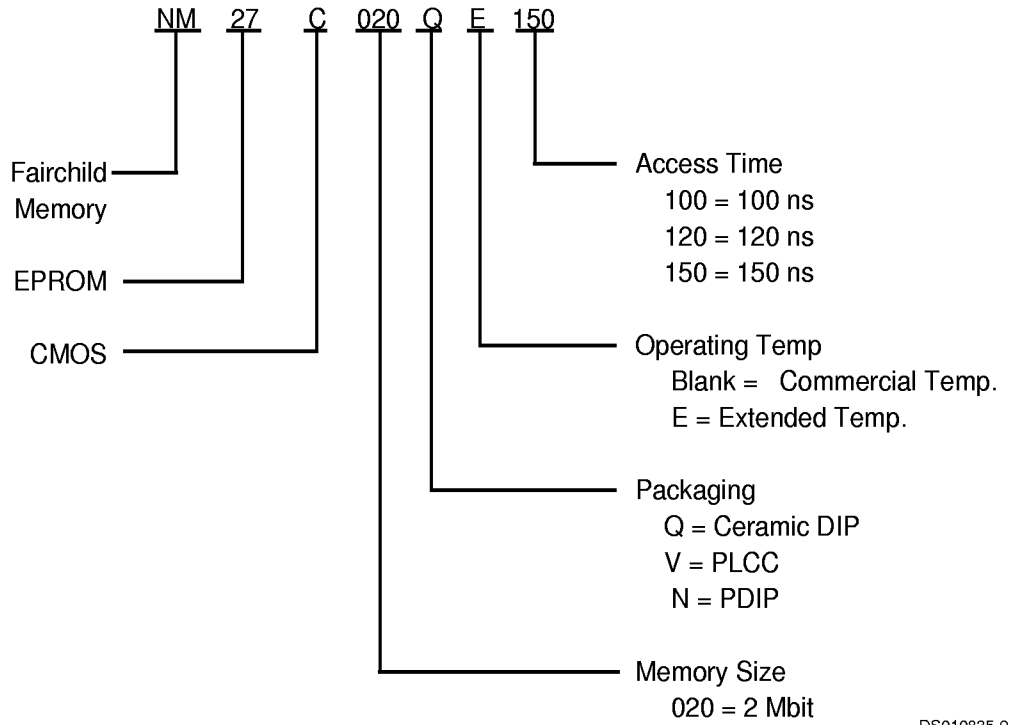 NM 27 C 020 Q E 150
Fairchild
Memory
EPROM
CMOS
Access Time
100 = 100 ns
120 = 120 ns
150 = 150 ns
Operating Temp
Blank = Commercial Temp.
E = Extended Temp.
Packaging
Q = Ceramic DIP
V = PLCC
N = PDIP
Memory Size
020 = 2 Mbit